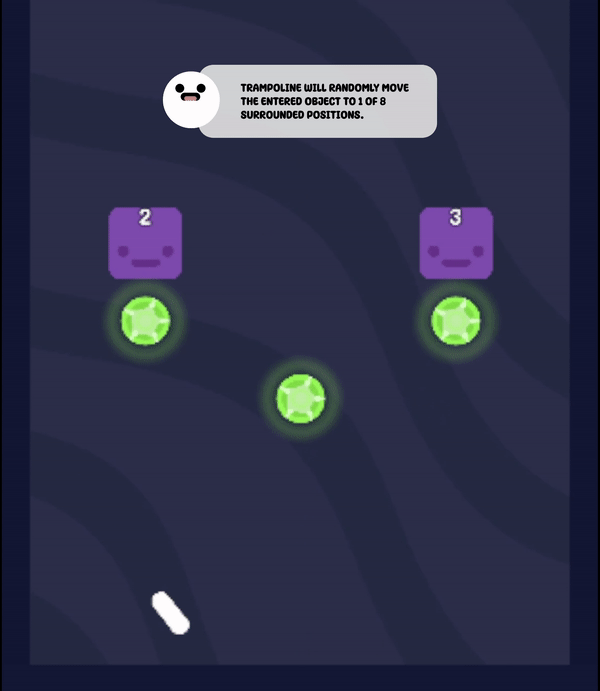 TRAMPOLINE WILL RANDOMLY MOVE
THE ENTERED OBJECT TO 1 OF 8
SURROUNDED POSITIONS.
2
3